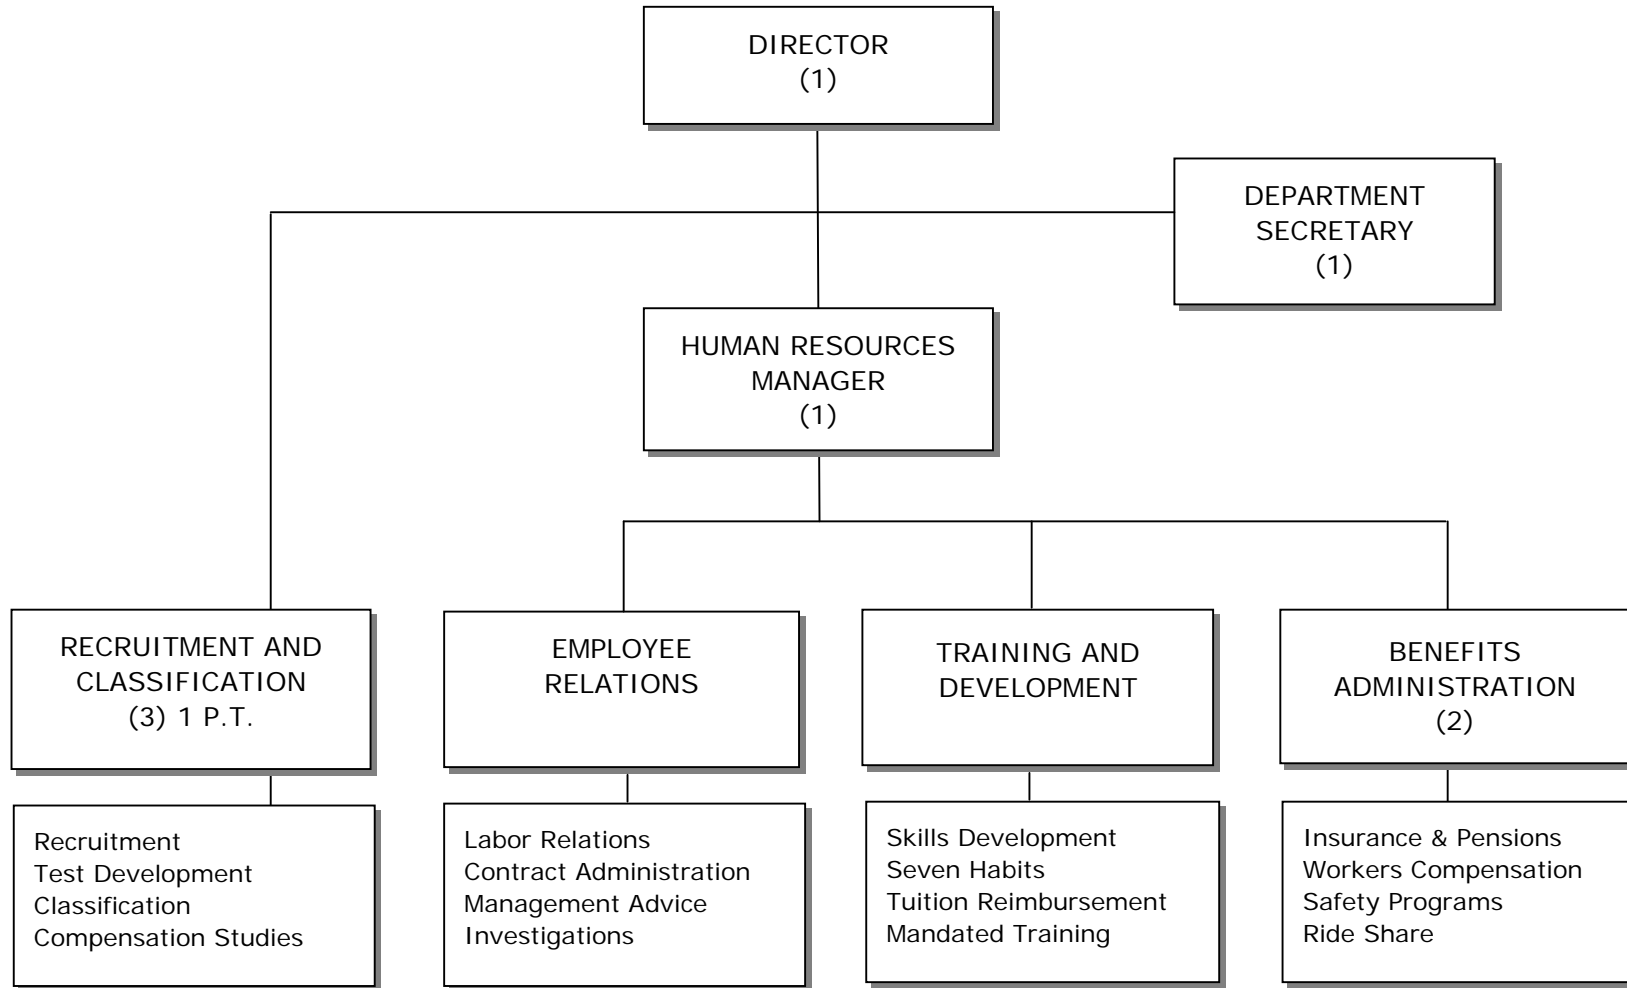 DIRECTOR
(1)
DEPARTMENT
SECRETARY
(1)
HUMAN RESOURCES
MANAGER
(1)
RECRUITMENT AND
CLASSIFICATION
(3) 1 P.T.
EMPLOYEE
RELATIONS
TRAINING AND
DEVELOPMENT
BENEFITS
ADMINISTRATION
(2)
Recruitment
Test Development
Classification
Compensation Studies
Labor Relations
Contract Administration
Management Advice
Investigations
Skills Development
Seven Habits
Tuition Reimbursement
Mandated Training
Insurance & Pensions
Workers Compensation
Safety Programs
Ride Share